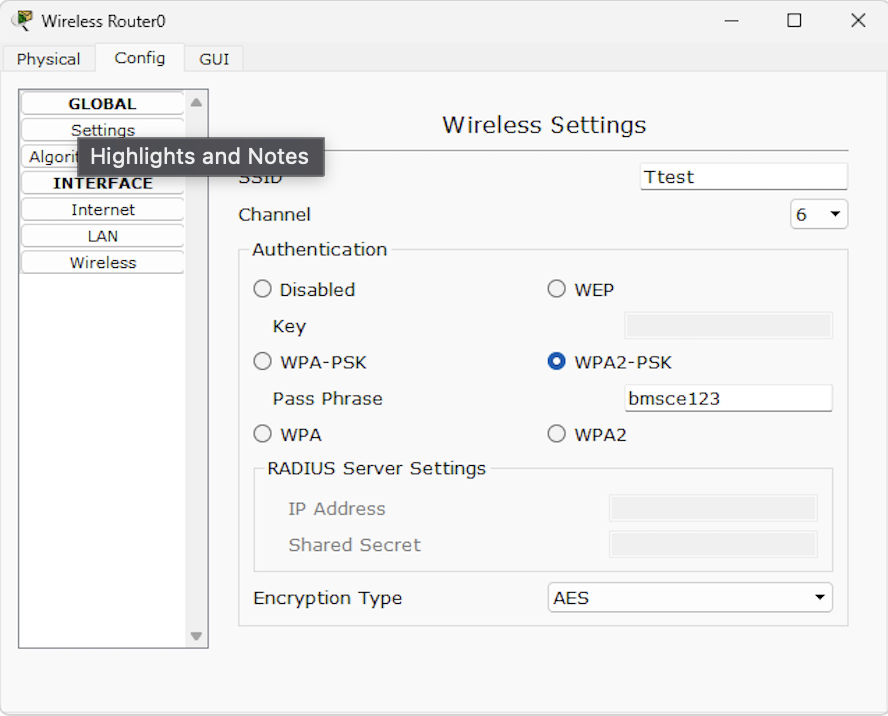 Wireless Router0
Physical Config GUI
GLOBAL
Settings
Highlights and Notes
INTERFACE
Internet
LAN
Wireless
Wireless Settings
SSID Ttest
Channel 6
Authentication
Disabled WEP
Key
WPA-PSK WPA2-PSK
Pass Phrase bmsce123
WPA WPA2
RADIUS Server Settings
IP Address
Shared Secret
Encryption Type AES